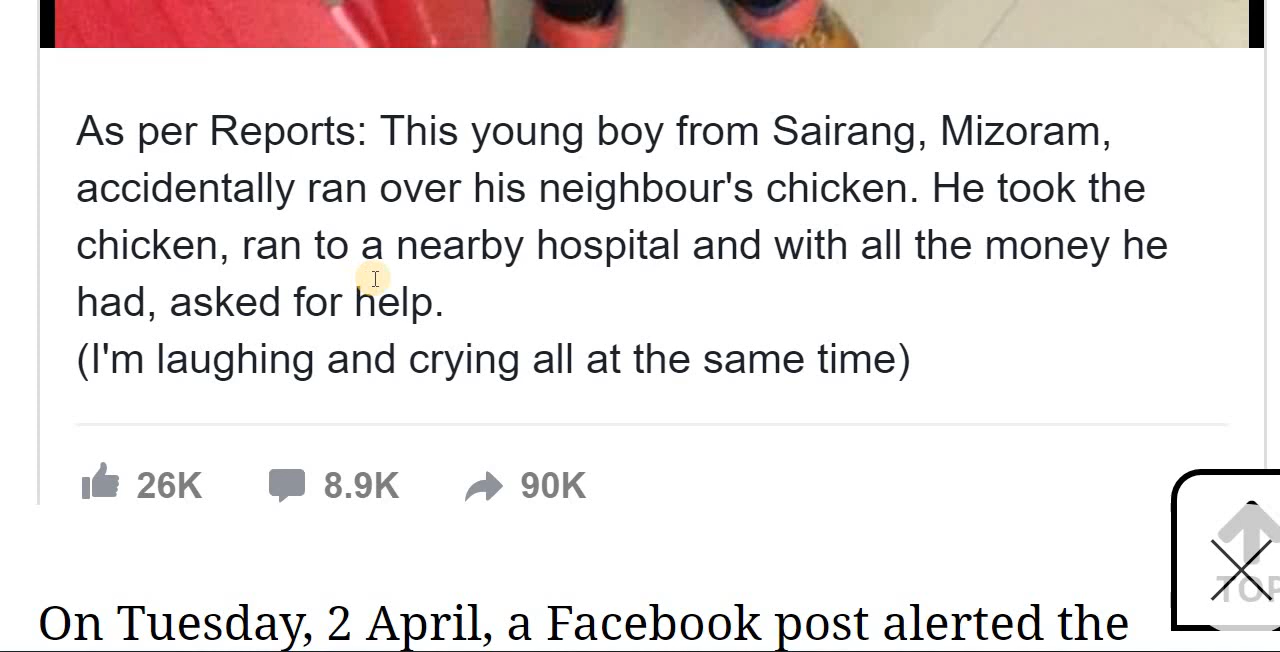 As per Reports: This young boy from Sairang, Mizoram,
accidentally ran over his neighbour's chicken. He took the
chicken, ran to a nearby hospital and with all the money he
had, asked for help.
(I'm laughing and crying all at the same time)
26K 8.9K 90K
TOP
On Tuesday, 2 April, a Facebook post alerted the